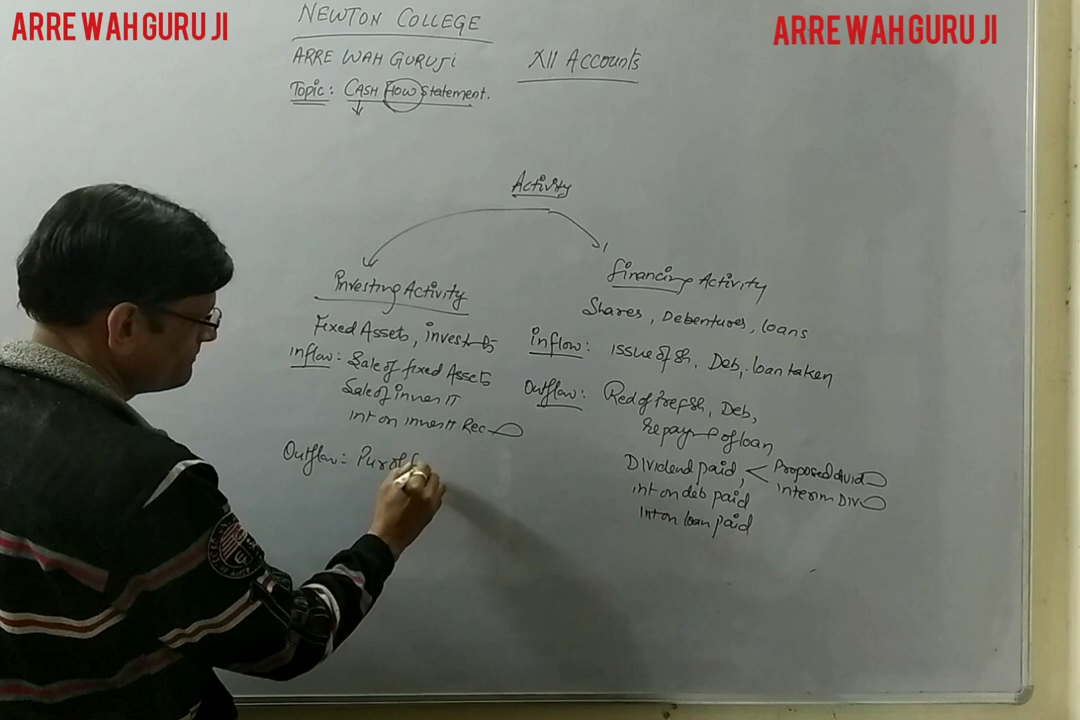 ARRE WAH GURU JI
ARRE WAH GURU JI
NEWTON COLLEGE
ARRE WAH GURUJI
XII Accounts
Topic: CASH Flow Statement.
Activity
Investing Activity
Fixed Assets, invest
Inflow: Sale of fixed Assets
Sale of inven IT
int on inven IT Rec
Outflow: Pur of f
Financing Activity
Shares, Debentures, loans
inflow: issue of sh, Deb, loan taken
Outflow: Red of Pref sh, Deb,
Repay of loan
Dividend paid, < Proposed divid
interim Div
int on deb paid
int on loan paid